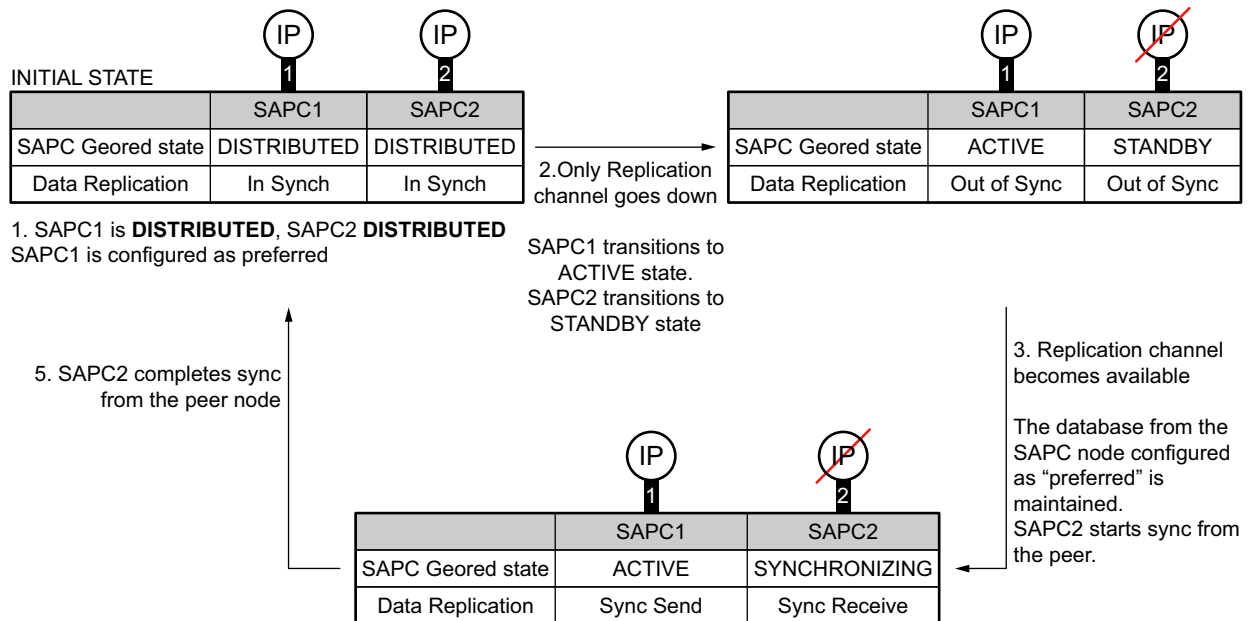 IP IP
1 2
INITIAL STATE
SAPC1 SAPC2
SAPC Geored state DISTRIBUTED DISTRIBUTED
Data Replication In Synch In Synch
1. SAPC1 is DISTRIBUTED, SAPC2 DISTRIBUTED
SAPC1 is configured as preferred
2.Only Replication
channel goes down
SAPC1 transitions to
ACTIVE state.
SAPC2 transitions to
STANDBY state
IP IP
1 2
SAPC1 SAPC2
SAPC Geored state ACTIVE STANDBY
Data Replication Out of Sync Out of Sync
3. Replication channel
becomes available
The database from the
SAPC node configured
as “preferred” is
maintained.
SAPC2 starts sync from
the peer.
IP IP
1 2
SAPC1 SAPC2
SAPC Geored state ACTIVE SYNCHRONIZING
Data Replication Sync Send Sync Receive
5. SAPC2 completes sync
from the peer node